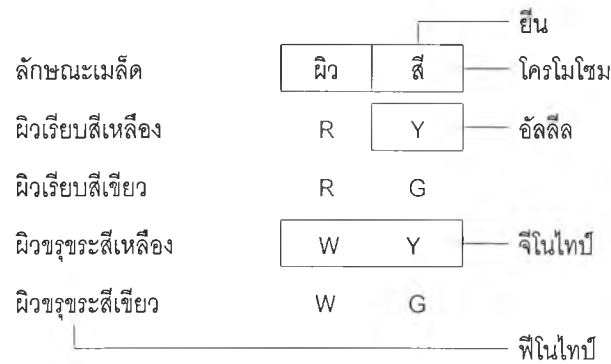 ยีน
ลักษณะเมล็ด ผิว สี โครโมโซม
ผิวเรียบสีเหลือง R Y อัลลีล
ผิวเรียบสีเขียว R G
ผิวขรุขระสีเหลือง W Y จีโนไทป์
ผิวขรุขระสีเขียว W G
ฟีโนไทป์